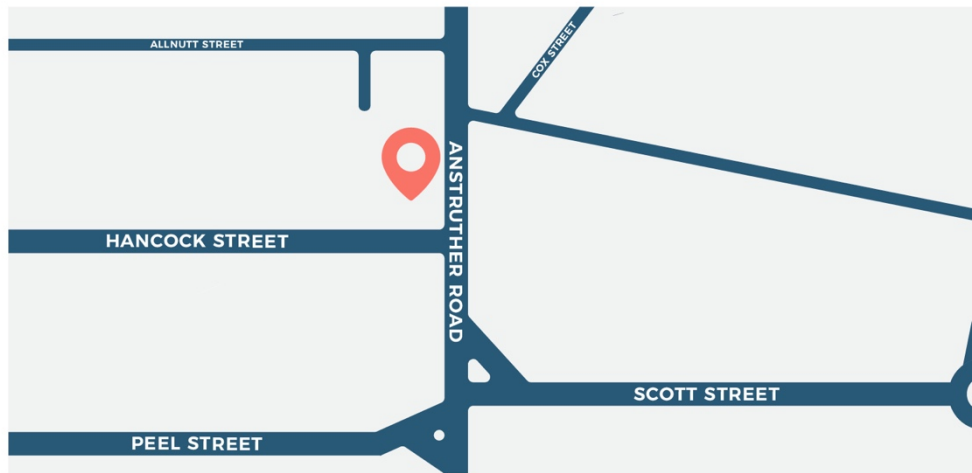 ALLNUTT STREET
COX STREET
ANSTRUTHER ROAD
HANCOCK STREET
SCOTT STREET
PEEL STREET